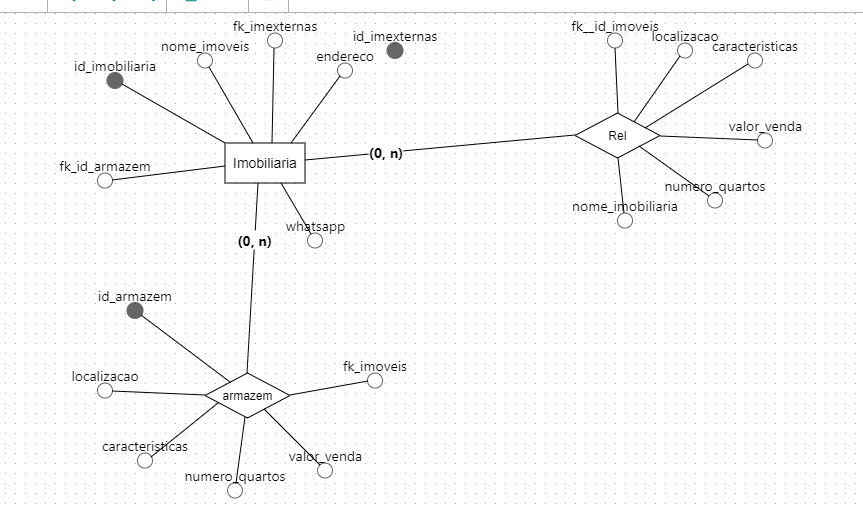 fk_imexternas
nome_imoveis
id_imexternas
endereco
id_imobiliaria
fk_id_armazem
Imobiliaria
whatsapp
(0, n)
(0, n)
fk__id_imoveis
localizacao
caracteristicas
Rel
valor_venda
numero_quartos
nome_imobiliaria
id_armazem
localizacao
armazem
fk_imoveis
caracteristicas
numero_quartos
valor_venda